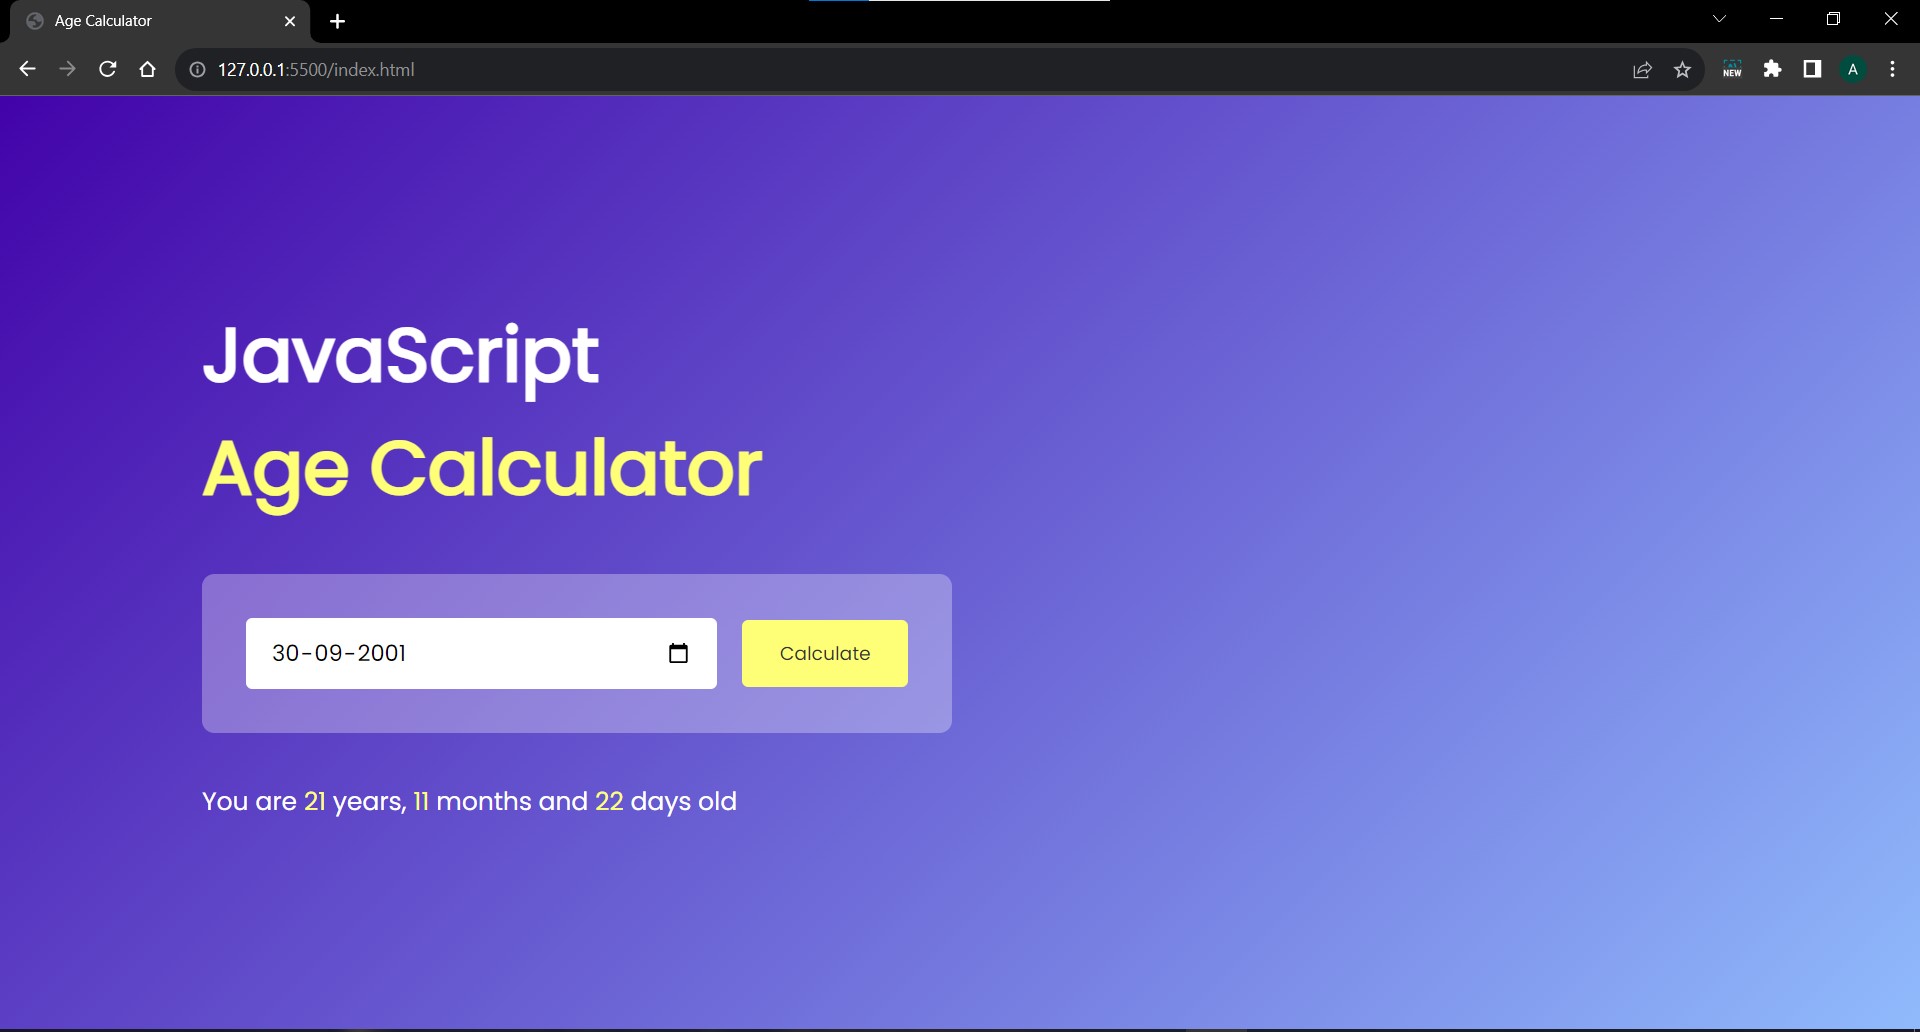 Age Calculator
127.0.0.1:5500/index.html
NEW
A
JavaScript
Age Calculator
30-09-2001
Calculate
You are 21 years, 11 months and 22 days old